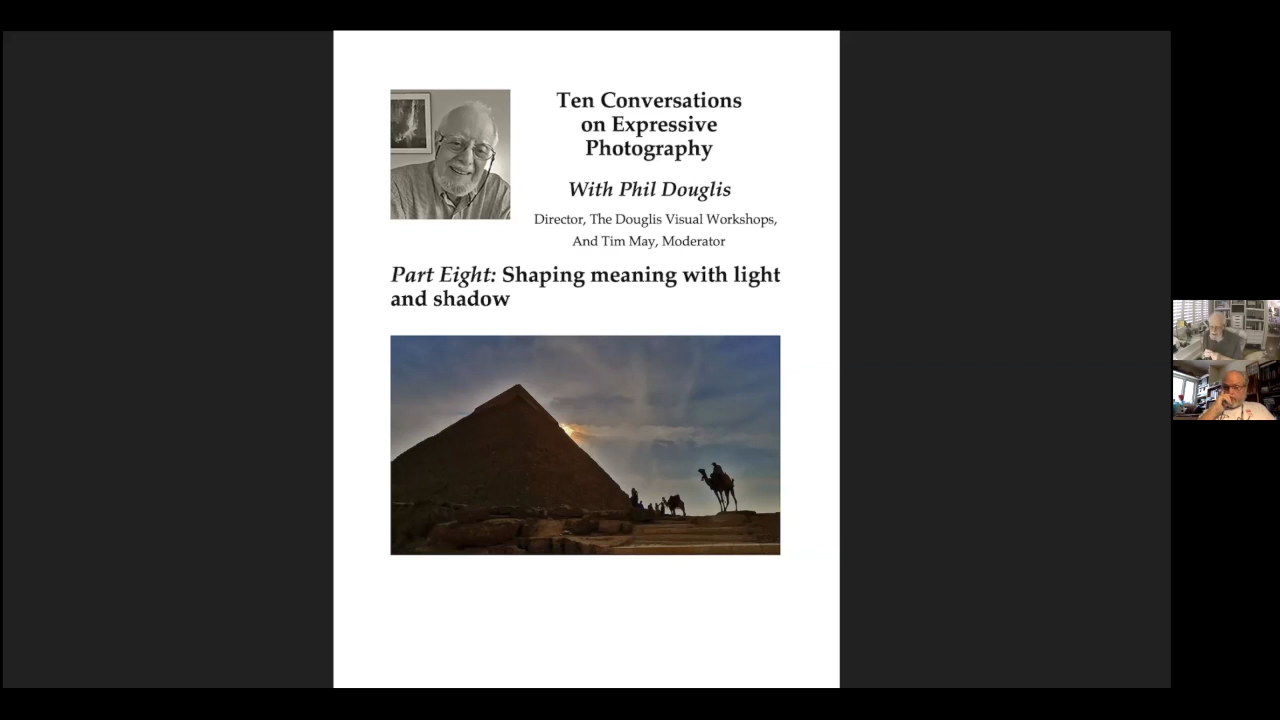 Ten Conversations
on Expressive
Photography
With Phil Douglis
Director, The Douglis Visual Workshops,
And Tim May, Moderator
Part Eight: Shaping meaning with light
and shadow